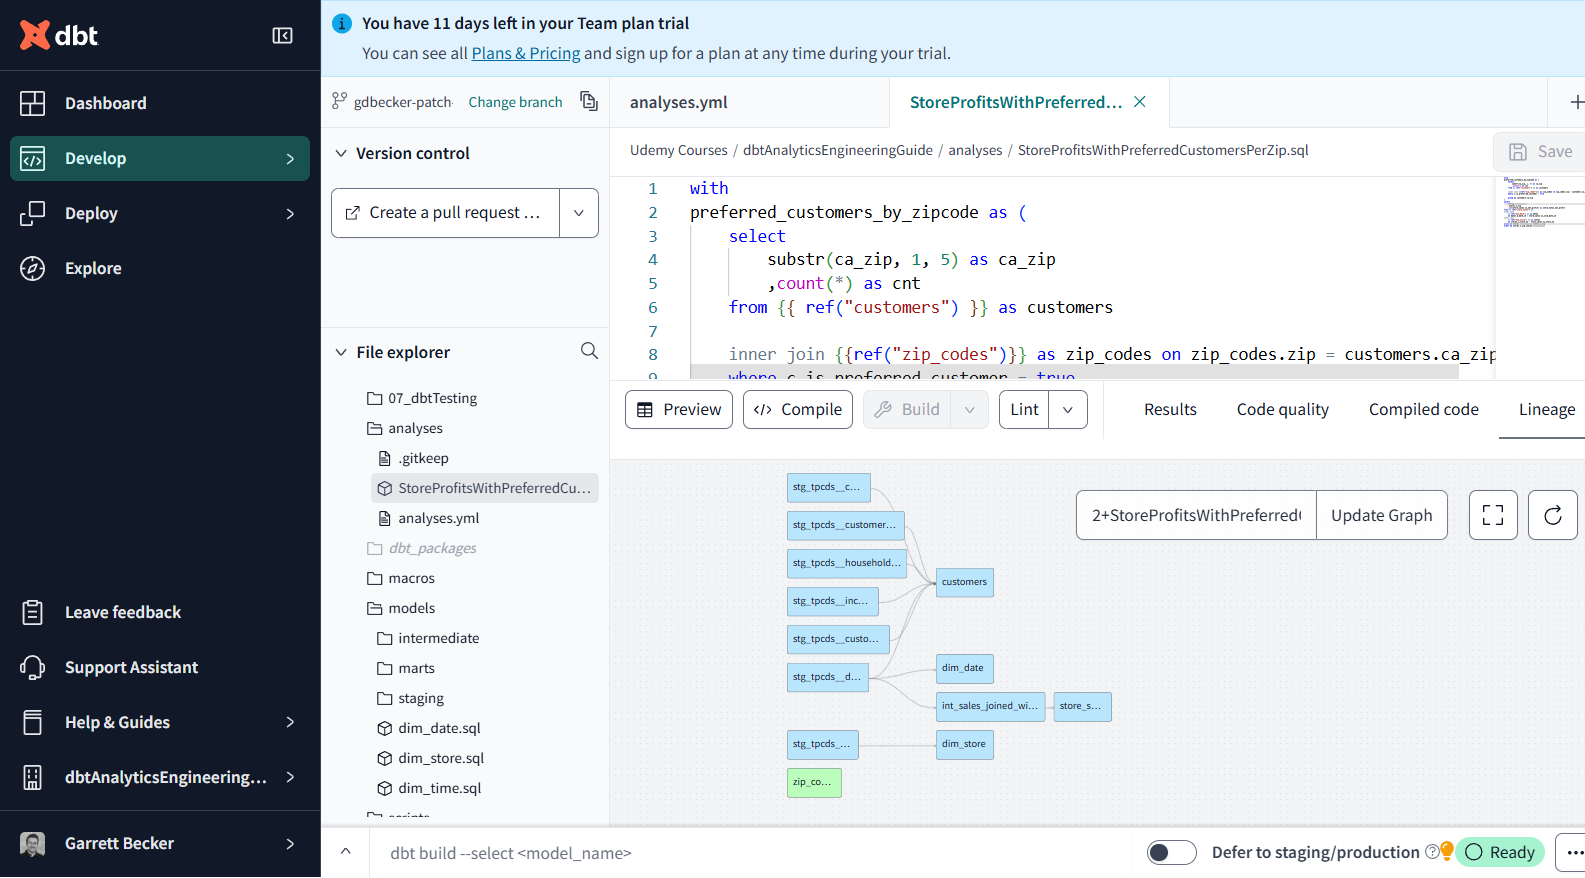 dbt
Dashboard
Develop
Deploy
Explore
Leave feedback
Support Assistant
Help & Guides
dbtAnalyticsEngineering...
Garrett Becker
You have 11 days left in your Team plan trial
You can see all Plans & Pricing and sign up for a plan at any time during your trial.
gdbecker-patch Change branch
Version control
Create a pull request ...
File explorer
07_dbtTesting
analyses
.gitkeep
StoreProfitsWithPreferredCu...
analyses.yml
dbt_packages
macros
models
intermediate
marts
staging
dim_date.sql
dim_store.sql
dim_time.sql
scripts
analyses.yml StoreProfitsWithPreferred...
Udemy Courses / dbtAnalyticsEngineeringGuide / analyses / StoreProfitsWithPreferredCustomersPerZip.sql
Save
1 with
2 preferred_customers_by_zipcode as (
3 select
4 substr(ca_zip, 1, 5) as ca_zip
5 ,count(*) as cnt
6 from {{ ref("customers") }} as customers
7
8 inner join {{ref("zip_codes")}} as zip_codes on zip_codes.zip = customers.ca_zip
9 where c_is_preferred_customer = true
Preview </> Compile Build Lint
Results Code quality Compiled code Lineage
stg_tpcds__c...
stg_tpcds__customer...
stg_tpcds__household...
stg_tpcds__inc...
stg_tpcds__custo...
stg_tpcds__d...
stg_tpcds_...
zip_co...
customers
dim_date
int_sales_joined_wi... store_s...
dim_store
2+StoreProfitsWithPreferred Update Graph
dbt build --select <model_name>
Defer to staging/production ? Ready